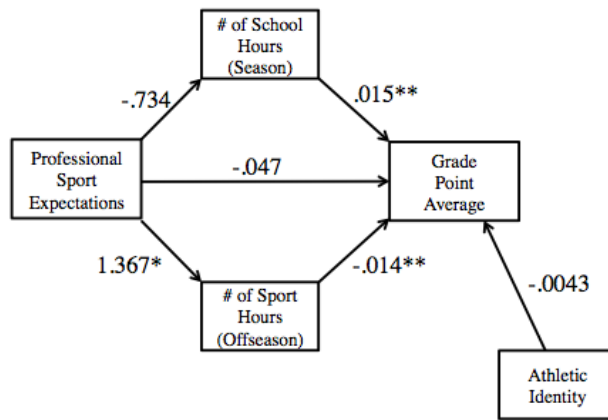 # of School
Hours
(Season)
-.734
.015**
Professional
Sport
Expectations
-.047
Grade
Point
Average
1.367*
-.014**
# of Sport
Hours
(Offseason)
-.0043
Athletic
Identity